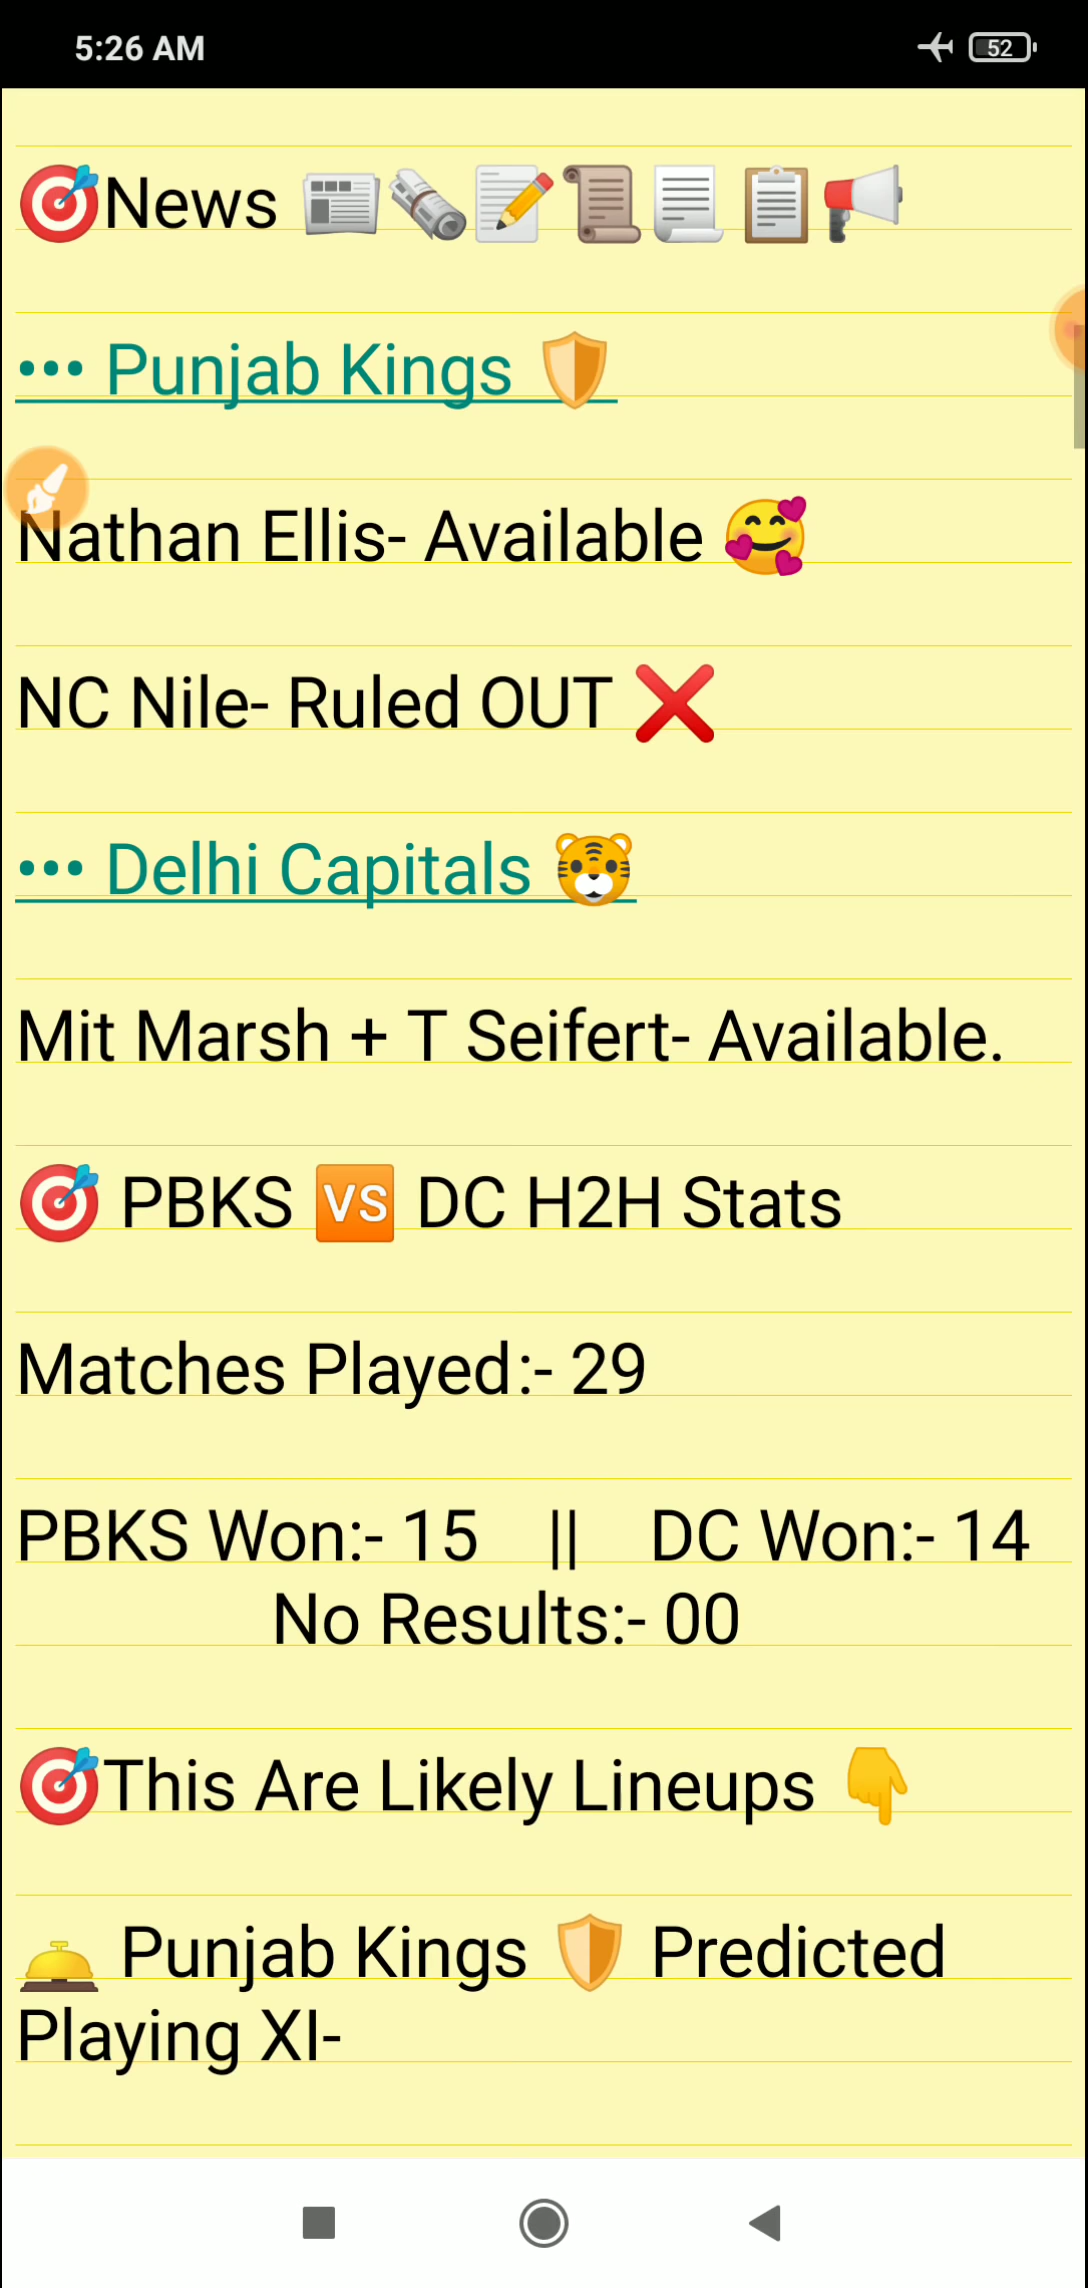 5:26 AM 52
🎯News 📰🗞️📝📜📃📋📢
••• Punjab Kings 🛡️
Nathan Ellis- Available 🥰
NC Nile- Ruled OUT ❌
••• Delhi Capitals 🐯
Mit Marsh + T Seifert- Available.
🎯 PBKS 🆚 DC H2H Stats
Matches Played:- 29
PBKS Won:- 15 || DC Won:- 14
No Results:- 00
🎯This Are Likely Lineups 👇
🛎️ Punjab Kings 🛡️ Predicted
Playing XI-